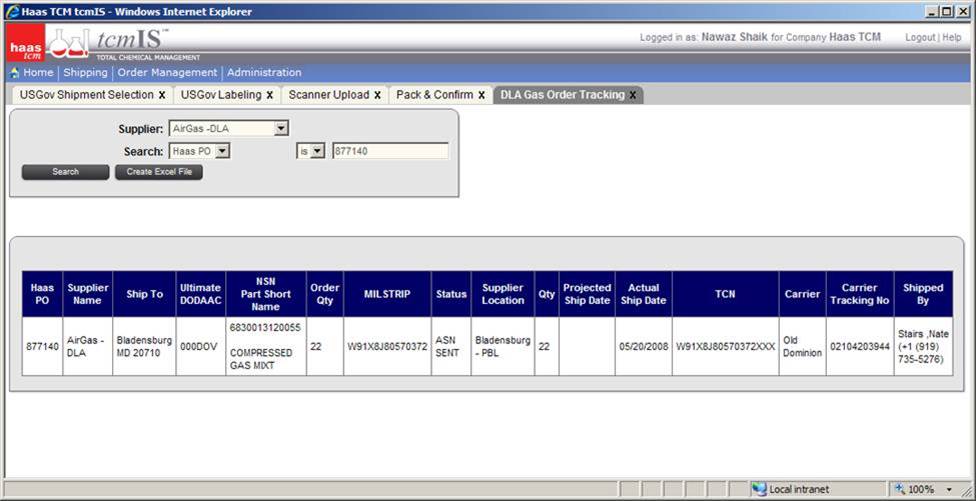 Haas TCM tcmIS - Windows Internet Explorer
haas tcm
tcmIS™
TOTAL CHEMICAL MANAGEMENT
Logged in as: Nawaz Shaik for Company Haas TCM Logout | Help
Home | Shipping | Order Management | Administration
USGov Shipment Selection x USGov Labeling x Scanner Upload x Pack & Confirm x DLA Gas Order Tracking x
Supplier: AirGas -DLA
Search: Haas PO is 877140
Search Create Excel File
Haas PO Supplier Name Ship To Ultimate DODAAC NSN Part Short Name Order Qty MILSTRIP Status Supplier Location Qty Projected Ship Date Actual Ship Date TCN Carrier Carrier Tracking No Shipped By
877140 AirGas - DLA Bladensburg MD 20710 000DOV 6830013120055 COMPRESSED GAS MIXT 22 W91X8J80570372 ASN SENT Bladensburg - PBL 22 05/20/2008 W91X8J80570372XXX Old Dominion 02104203944 Stairs ,Nate (+1 (919) 735-5276)
Local intranet 100%